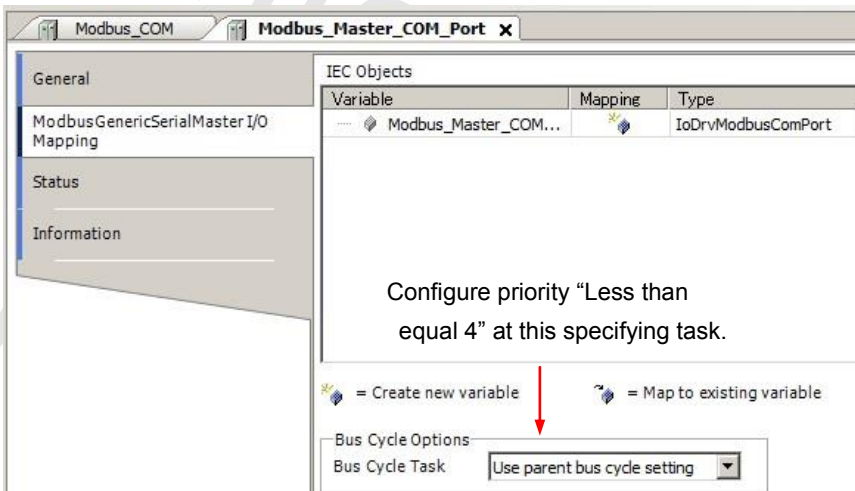 Modbus_COM
Modbus_Master_COM_Port x
General
ModbusGenericSerialMaster I/O
Mapping
Status
Information
IEC Objects
Variable Mapping Type
Modbus_Master_COM... IoDrvModbusComPort
Configure priority “Less than
equal 4” at this specifying task.
= Create new variable = Map to existing variable
Bus Cycle Options
Bus Cycle Task Use parent bus cycle setting